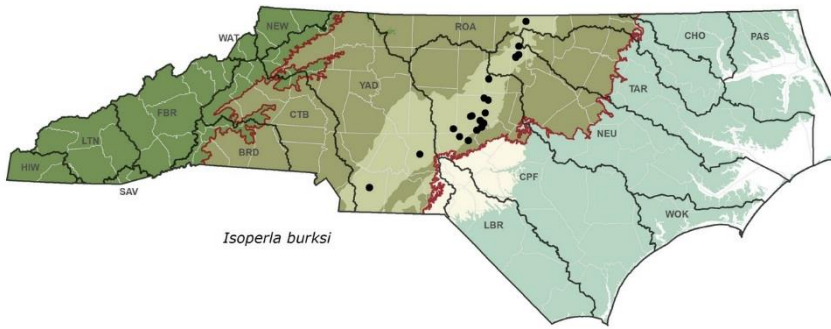 NEW
WAT
ROA
CHO
PAS
YAD
TAR
FBR
CTB
LTN
NEU
HIW
BRD
SAV
CPF
WOK
LBR
Isoperla burksi